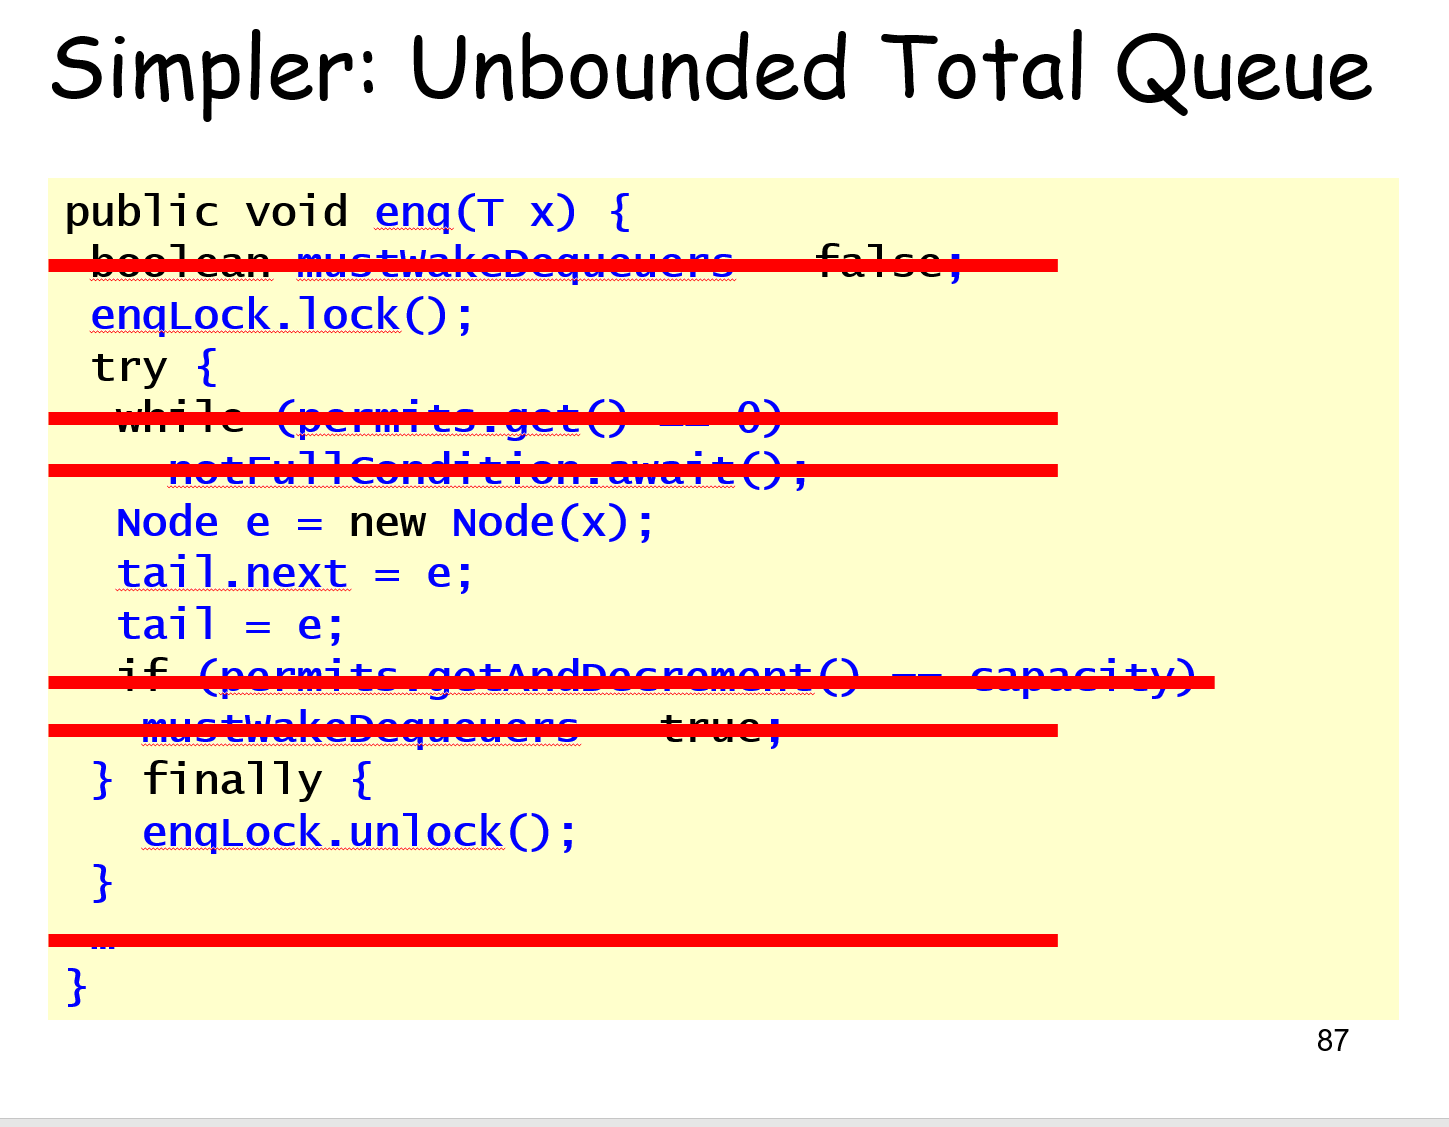 Simpler: Unbounded Total Queue
public void enq(T x) {
boolean mustWakeDequeuers = false;
enqLock.lock();
try {
while (permits.get() == 0)
notFullCondition.await();
Node e = new Node(x);
tail.next = e;
tail = e;
if (permits.getAndDecrement() == capacity)
mustWakeDequeuers = true;
} finally {
enqLock.unlock();
}
…
}
87